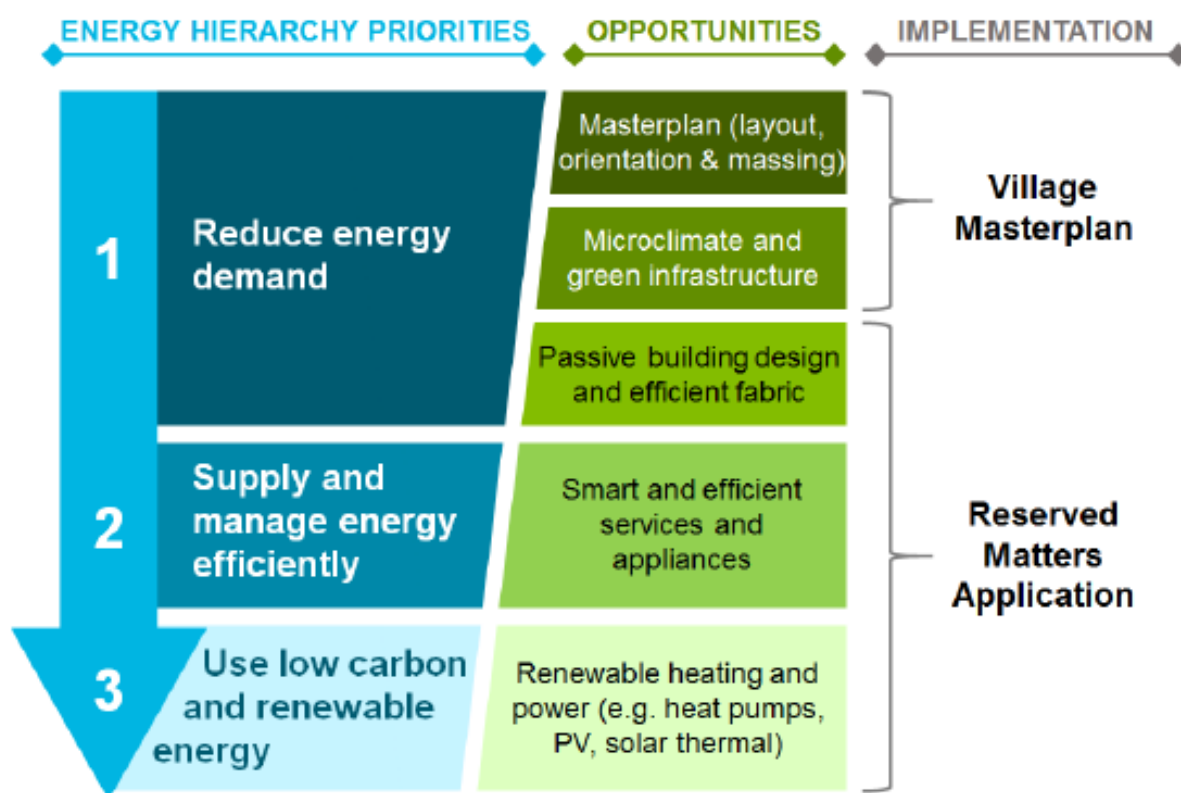 ENERGY HIERARCHY PRIORITIES
OPPORTUNITIES
IMPLEMENTATION
1
Reduce energy
demand
Masterplan (layout,
orientation & massing)
Microclimate and
green infrastructure
Passive building design
and efficient fabric
Village
Masterplan
2
Supply and
manage energy
efficiently
Smart and efficient
services and
appliances
Reserved
Matters
Application
3
Use low carbon
and renewable
energy
Renewable heating and
power (e.g. heat pumps,
PV, solar thermal)